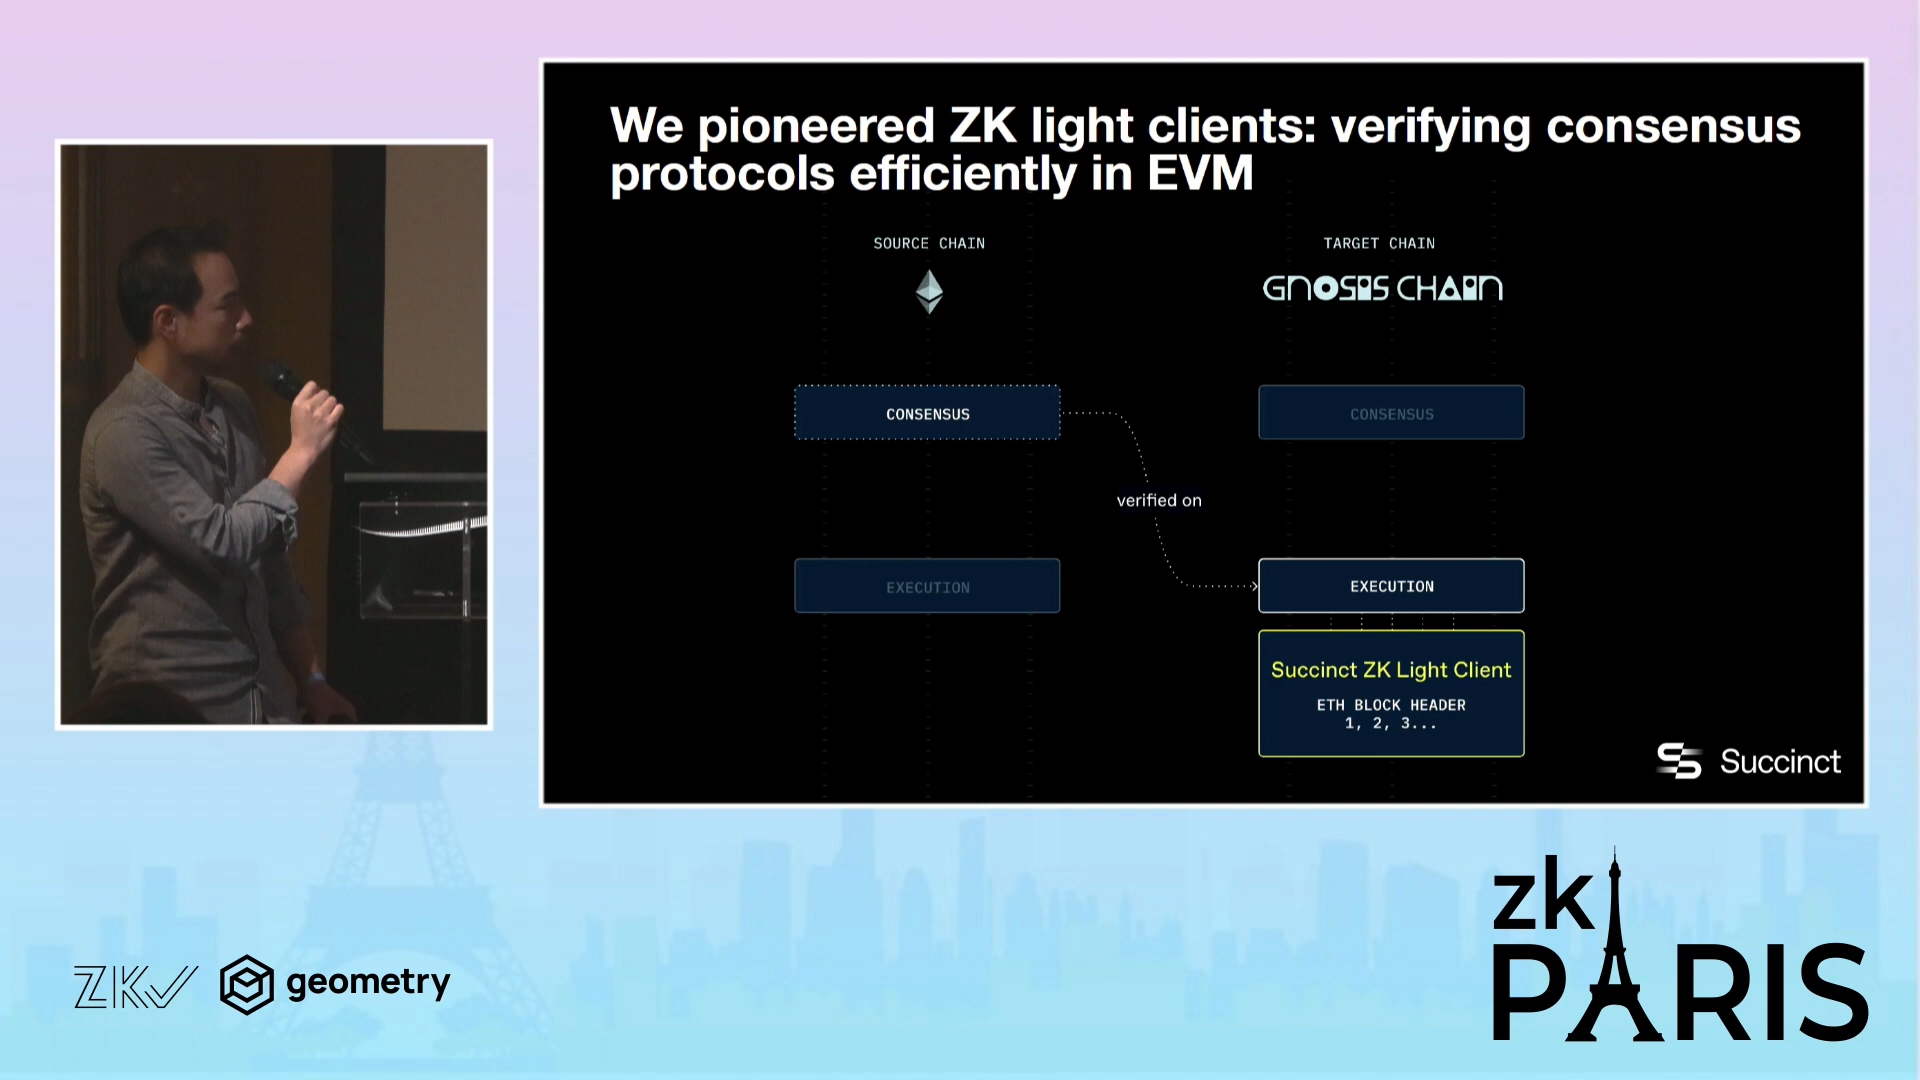 We pioneered ZK light clients: verifying consensus
protocols efficiently in EVM
SOURCE CHAIN
TARGET CHAIN
GNOSIS CHAIN
CONSENSUS
CONSENSUS
verified on
EXECUTION
EXECUTION
Succinct ZK Light Client
ETH BLOCK HEADER
1, 2, 3...
Succinct
ZKV
geometry
zk
PARIS